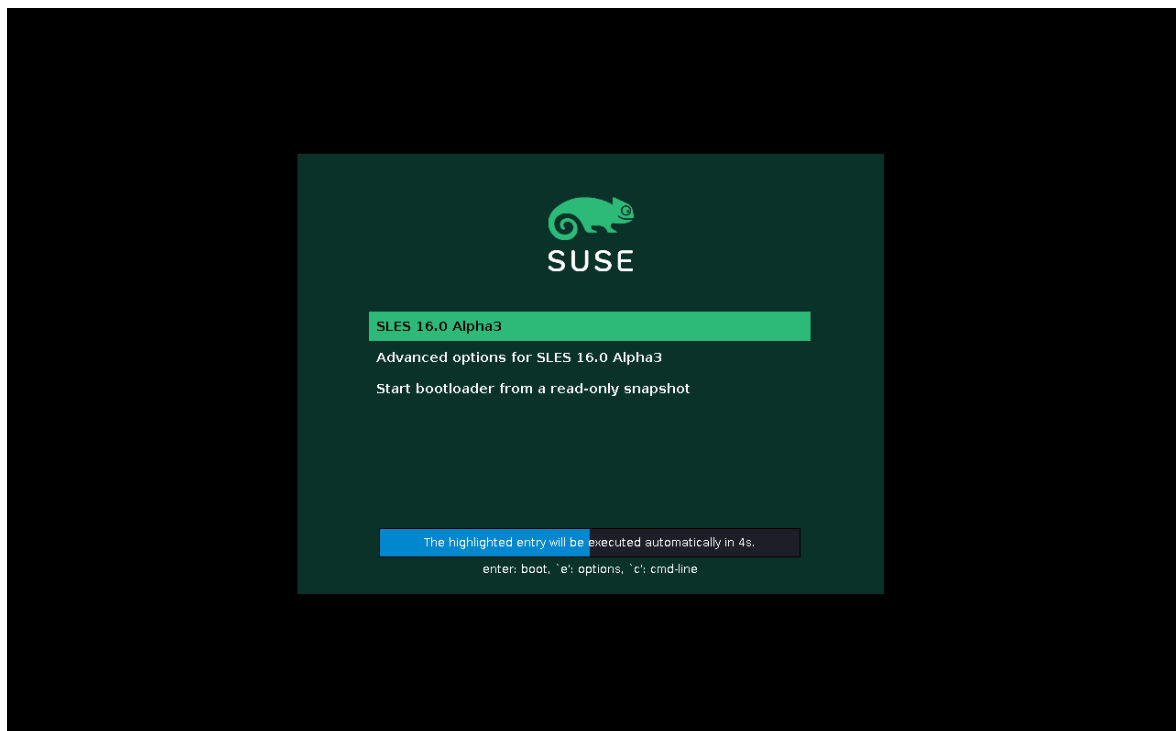 SUSE
SLES 16.0 Alpha3
Advanced options for SLES 16.0 Alpha3
Start bootloader from a read-only snapshot
The highlighted entry will be executed automatically in 4s.
enter: boot, `e': options, `c': cmd-line